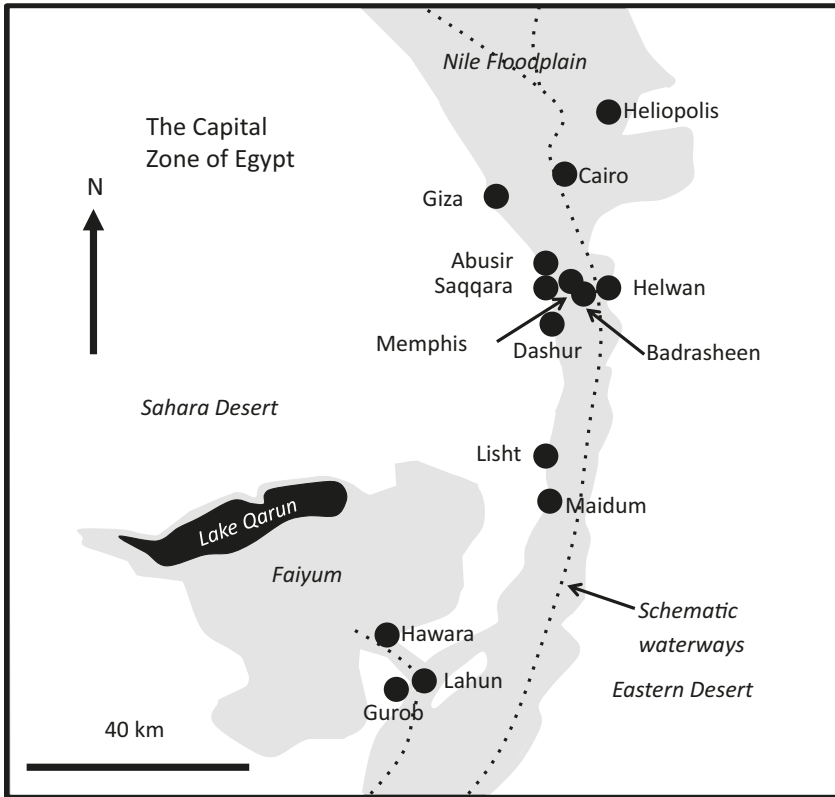 Nile Floodplain
Heliopolis
The Capital
Zone of Egypt
Cairo
N
Giza
Abusir
Saqqara
Helwan
Memphis
Dashur
Badrasheen
Sahara Desert
Lisht
Maidum
Lake Qarun
Faiyum
Schematic
waterways
Hawara
Lahun
Eastern Desert
Gurob
40 km